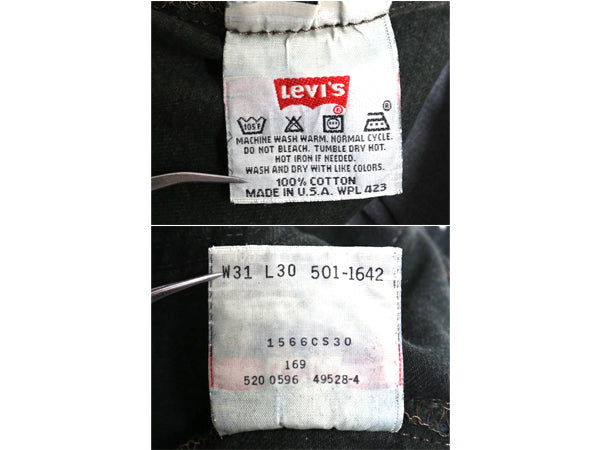 Levi's
®
®
105F
MACHINE WASH WARM. NORMAL CYCLE.
DO NOT BLEACH. TUMBLE DRY HOT.
HOT IRON IF NEEDED.
WASH AND DRY WITH LIKE COLORS.
100% COTTON
MADE IN U.S.A. WPL 423
W31 L30 501-1642
1566CS30
169
520 0596 49528-4